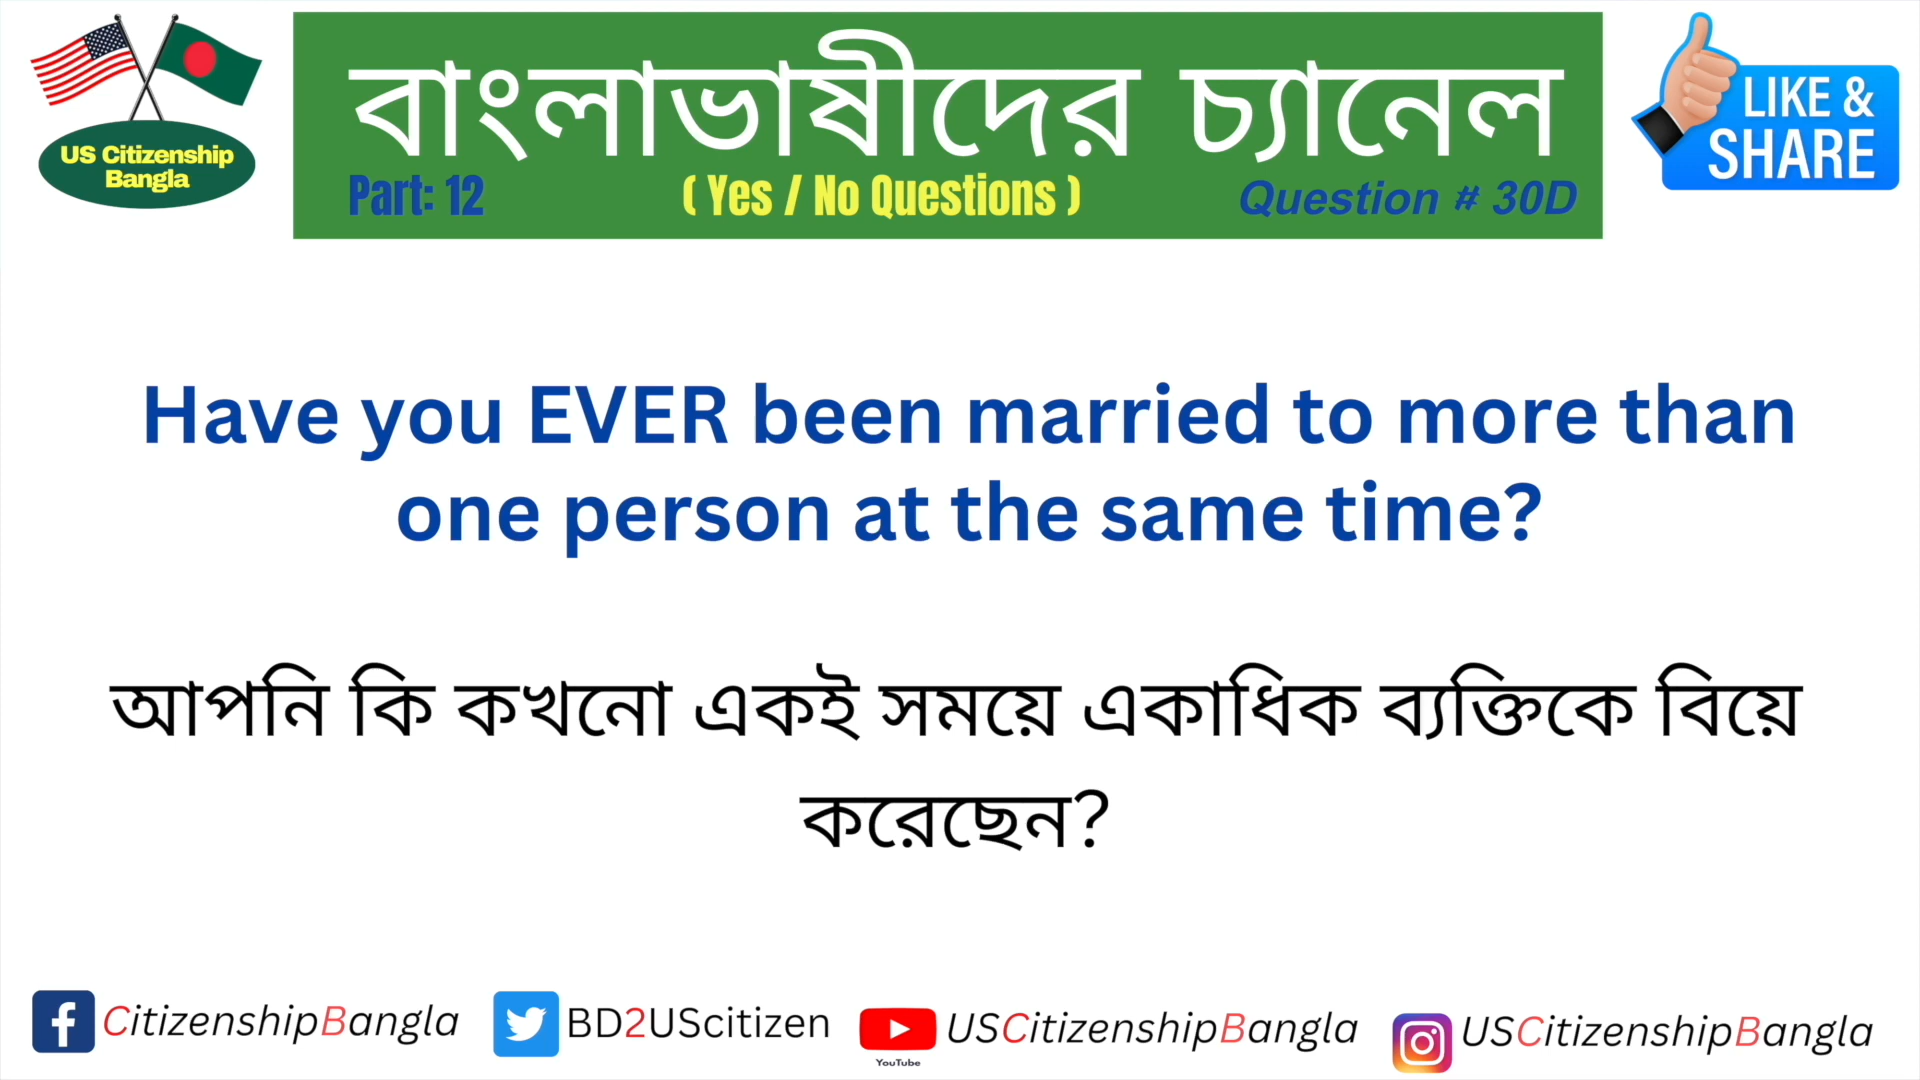 US Citizenship
Bangla
বাংলাভাষীদের চ্যানেল
Part: 12
( Yes / No Questions )
Question # 30D
LIKE &
SHARE
Have you EVER been married to more than
one person at the same time?
আপনি কি কখনো একই সময়ে একাধিক ব্যক্তিকে বিয়ে
করেছেন?
CitizenshipBangla
BD2UScitizen
YouTube
USCitizenshipBangla
USCitizenshipBangla